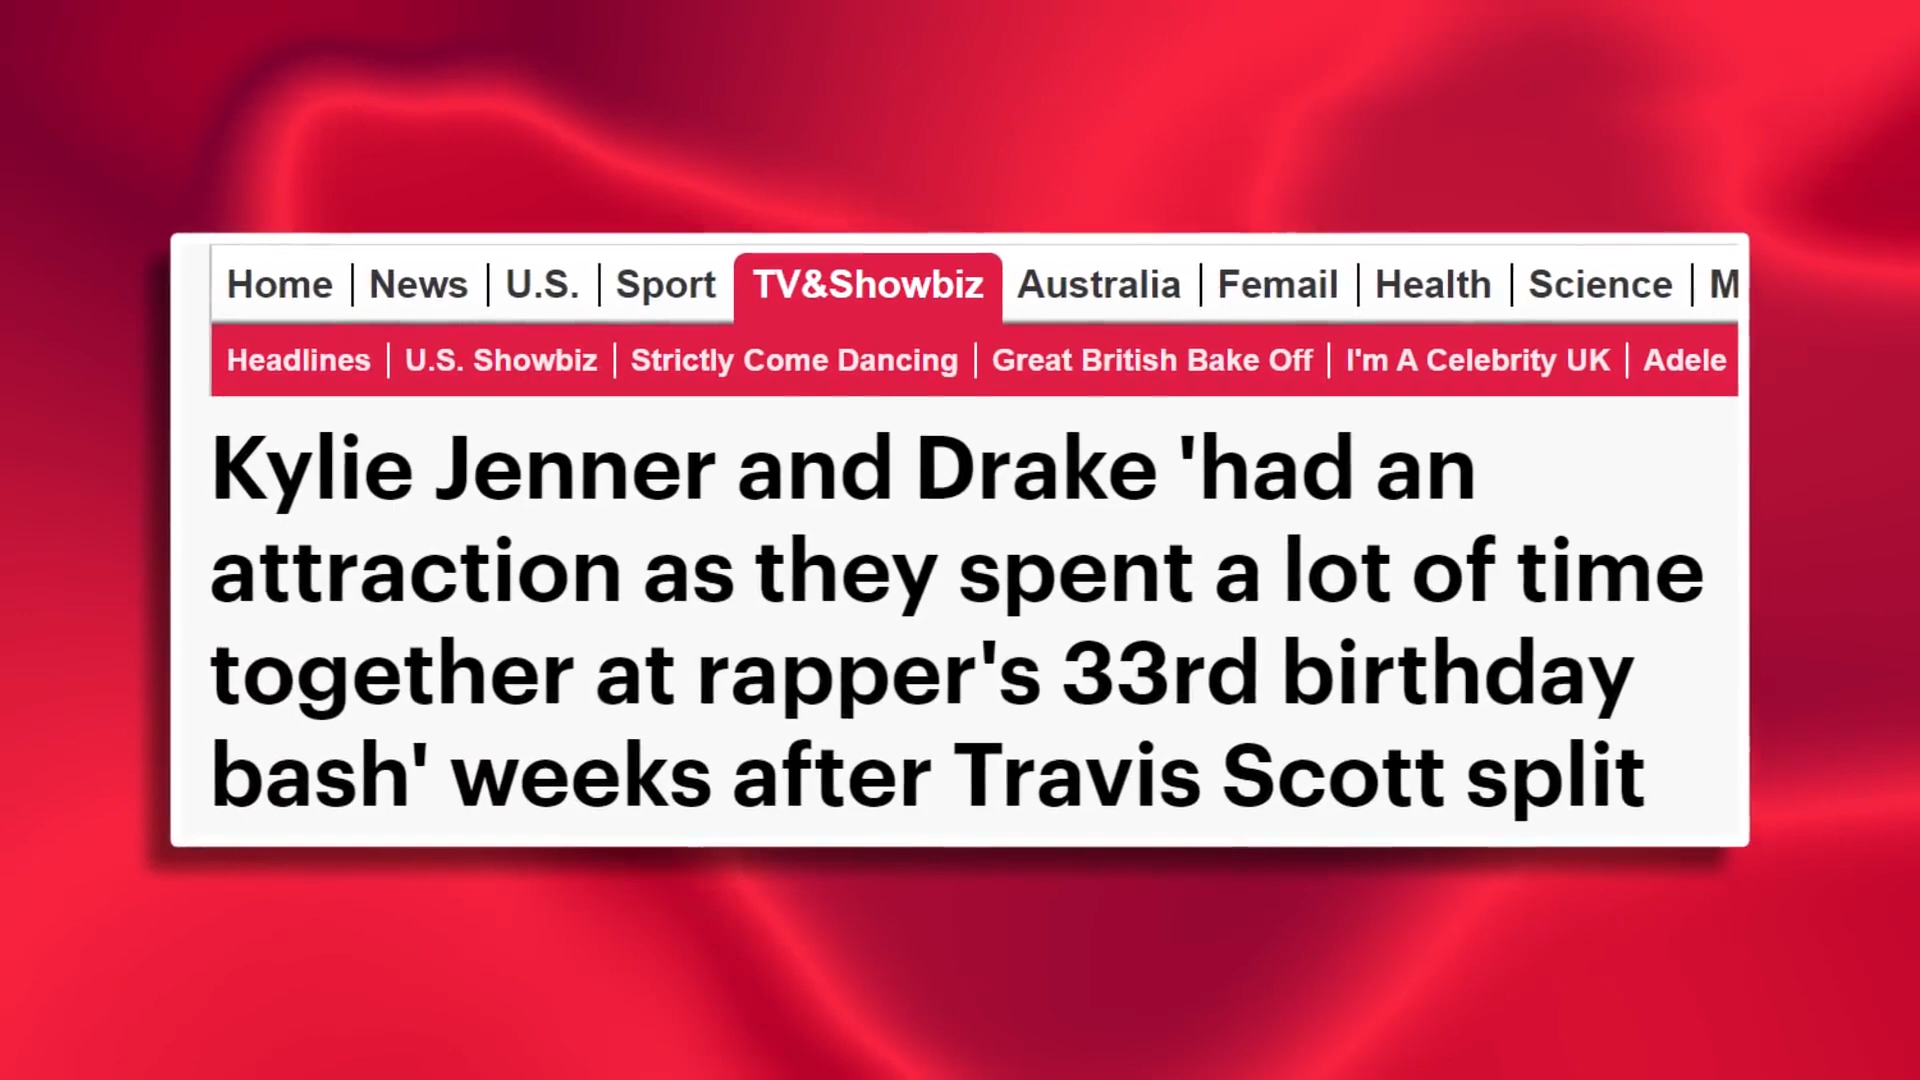 Home | News | U.S. | Sport TV&Showbiz Australia | Femail | Health | Science | M
Headlines | U.S. Showbiz | Strictly Come Dancing | Great British Bake Off | I'm A Celebrity UK | Adele
Kylie Jenner and Drake 'had an
attraction as they spent a lot of time
together at rapper's 33rd birthday
bash' weeks after Travis Scott split